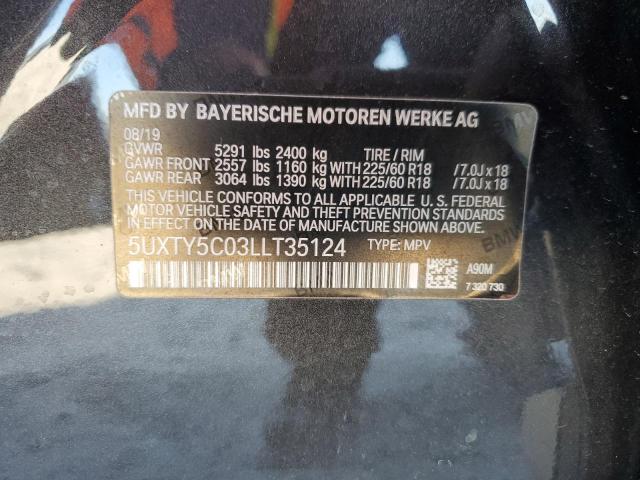 MFD BY BAYERISCHE MOTOREN WERKE AG
08/19
GVWR 5291 lbs 2400 kg TIRE / RIM
GAWR FRONT 2557 lbs 1160 kg WITH 225/60 R18 / 7.0J x 18
GAWR REAR 3064 lbs 1390 kg WITH 225/60 R18 / 7.0J x 18
THIS VEHICLE CONFORMS TO ALL APPLICABLE U. S. FEDERAL
MOTOR VEHICLE SAFETY AND THEFT PREVENTION STANDARDS
IN EFFECT ON THE DATE OF MANUFACTURE SHOWN ABOVE.
5UXTY5C03LLT35124 TYPE: MPV
A90M
7 320 730